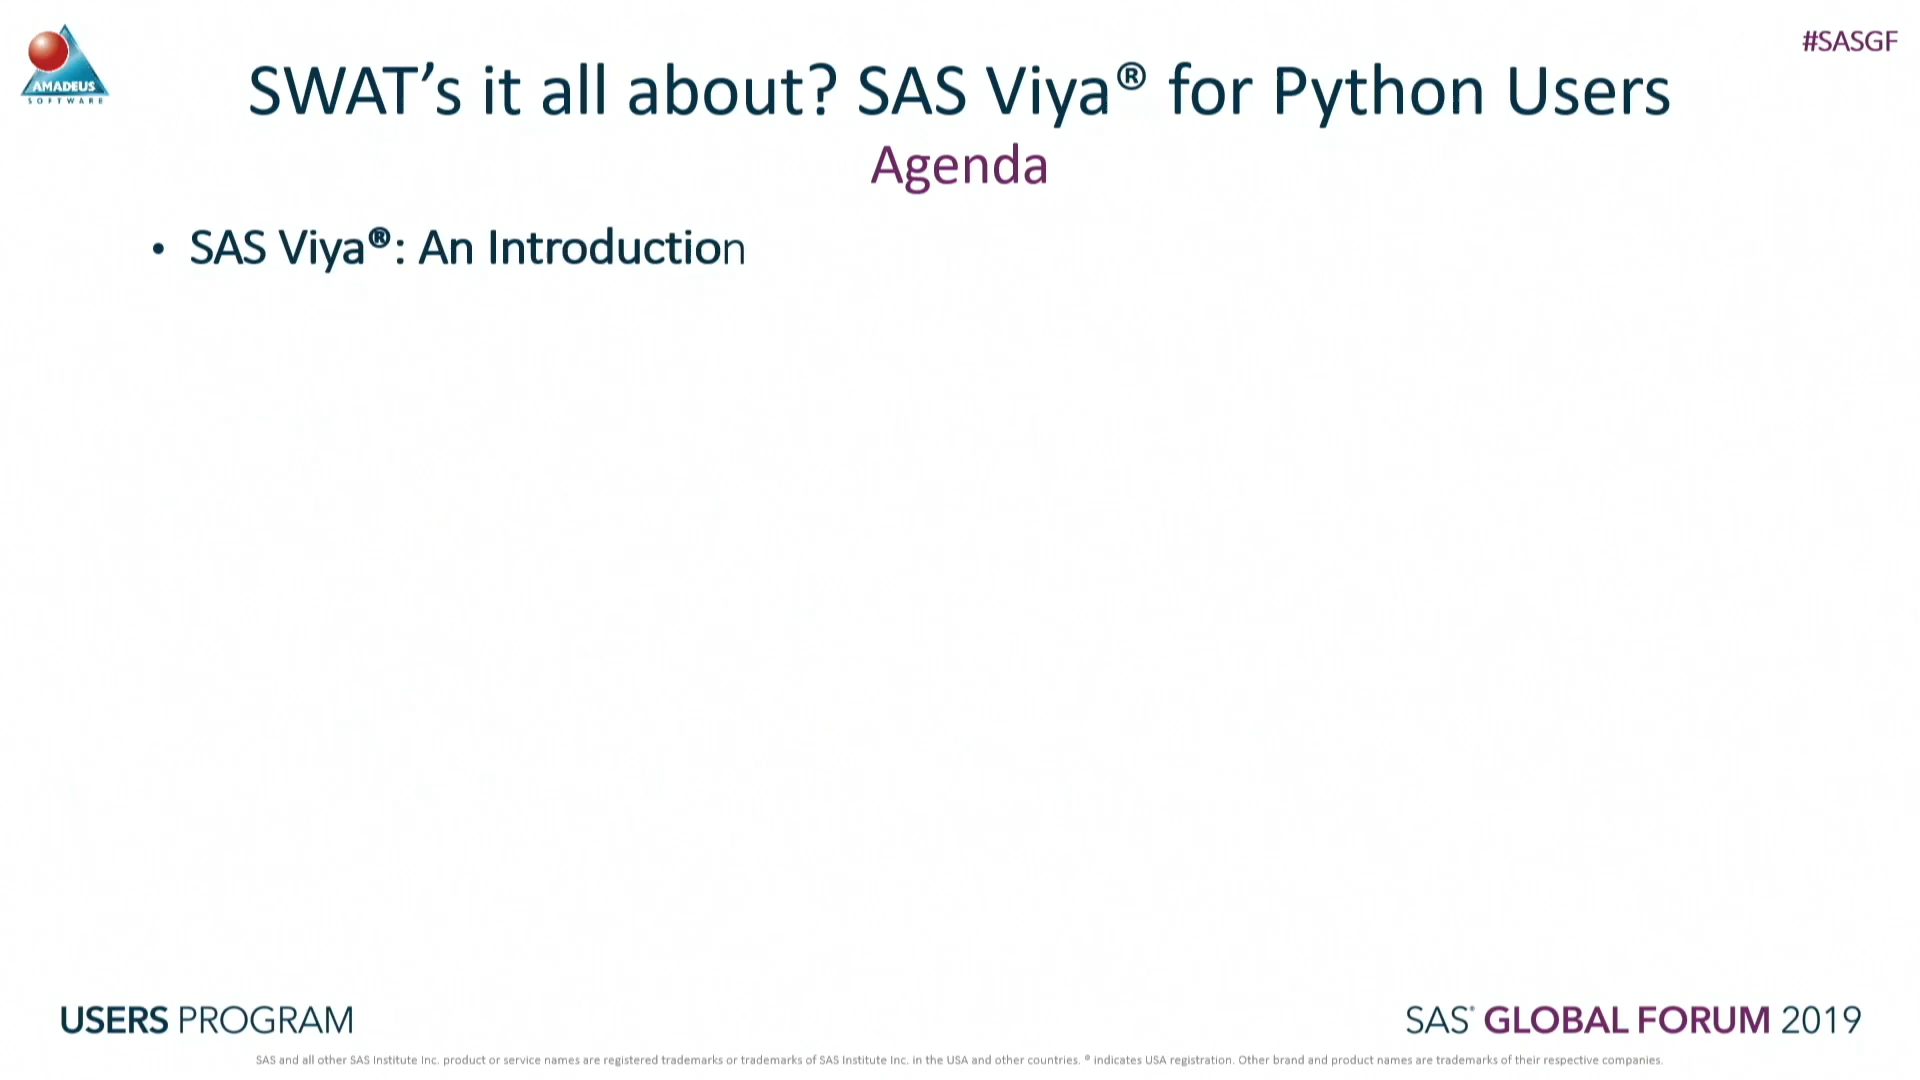 #SASGF
AMADEUS
SOFTWARE
SWAT’s it all about? SAS Viya® for Python Users
Agenda
• SAS Viya®: An Introduction
USERS PROGRAM
SAS® GLOBAL FORUM 2019
SAS and all other SAS Institute Inc. product or service names are registered trademarks or trademarks of SAS Institute Inc. in the USA and other countries. ® indicates USA registration. Other brand and product names are trademarks of their respective companies.